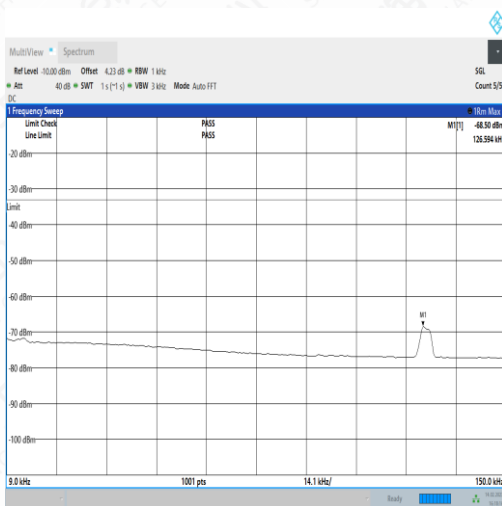 MultiView Spectrum
Ref Level -10.00 dBm Offset 4.23 dB RBW 1 kHz SGL
Att 40 dB SWT 1 s (~1 s) VBW 3 kHz Mode Auto FFT Count 5/5
DC
1 Frequency Sweep 1Rm Max
Limit Check PASS M1[1] -68.50 dBm
Line Limit PASS 126.594 kHz
-20 dBm
-30 dBm
Limit
-40 dBm
-50 dBm
-60 dBm
M1
-70 dBm
-80 dBm
-90 dBm
-100 dBm
9.0 kHz 1001 pts 14.1 kHz/ 150.0 kHz
Ready